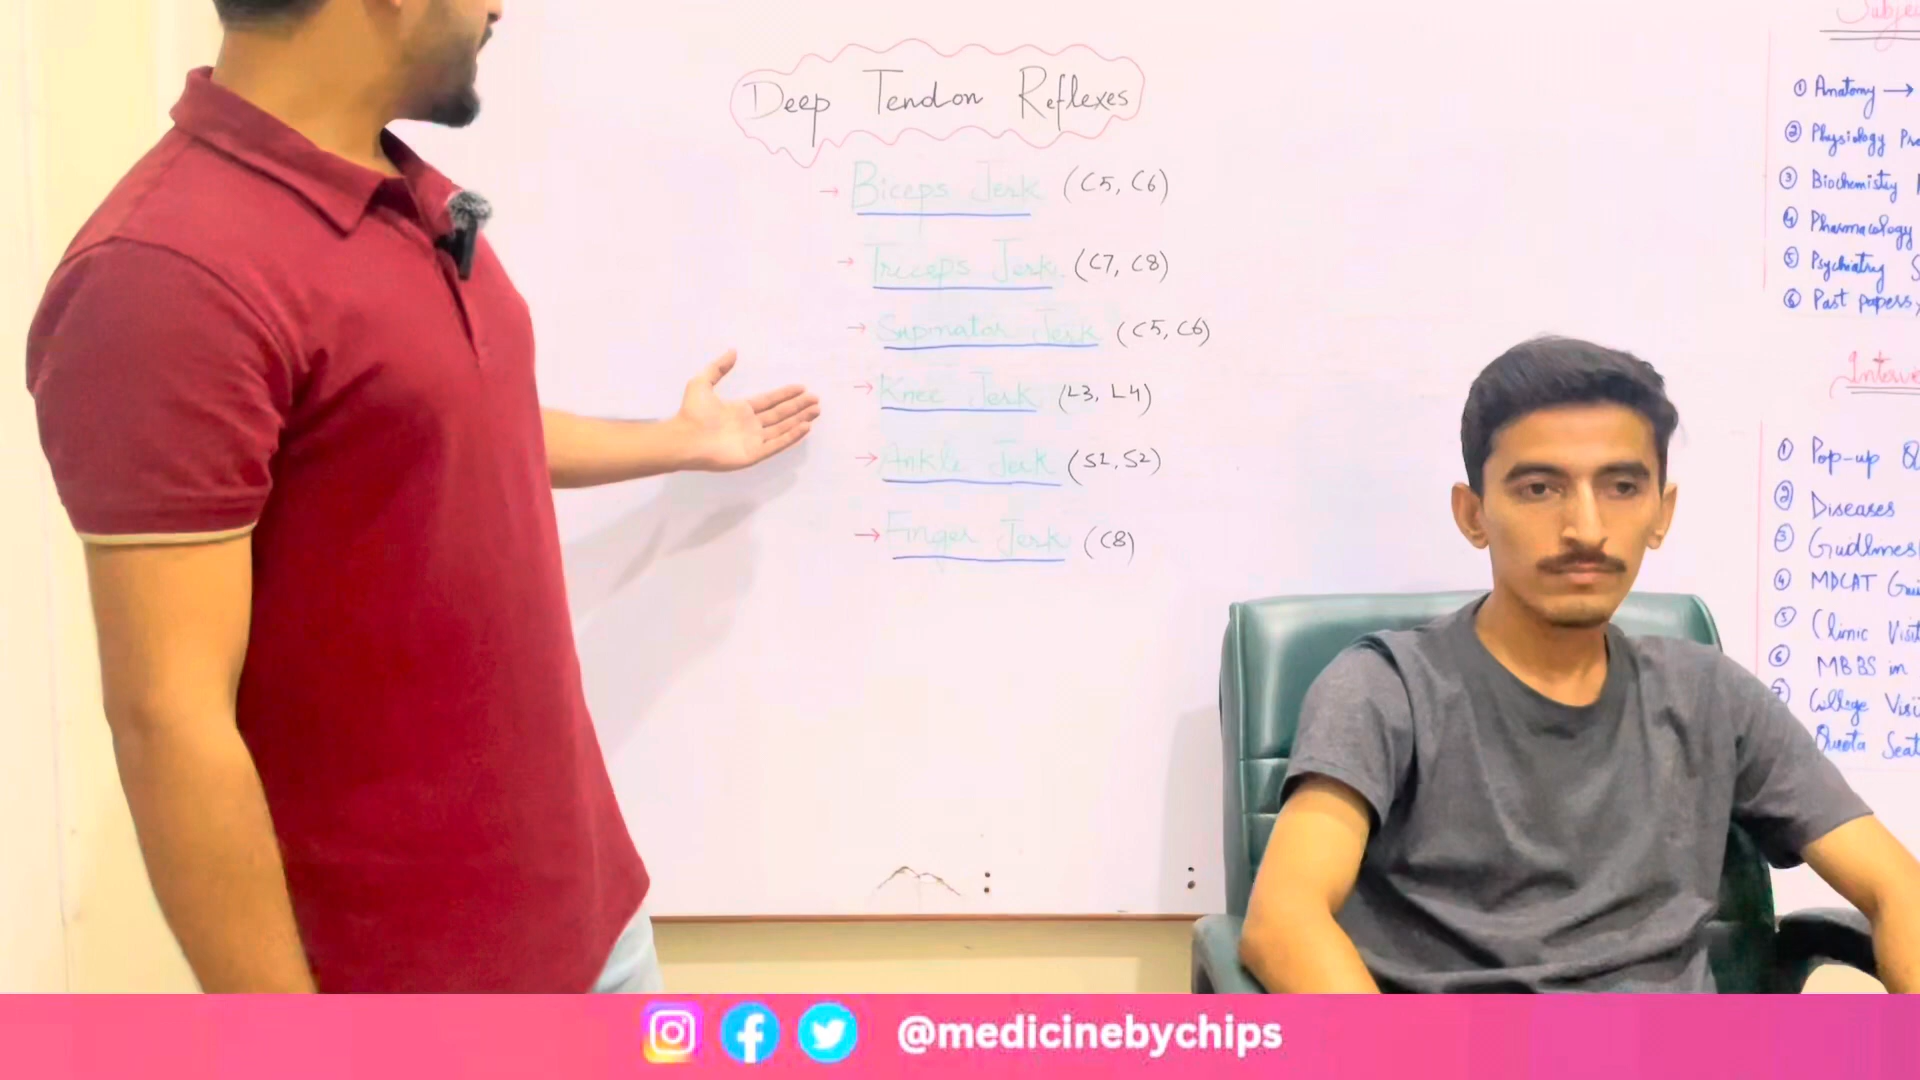 Deep Tendon Reflexes
→ Biceps Jerk (C5, C6)
→ Triceps Jerk (C7, C8)
→ Supinator Jerk (C5, C6)
→ Knee Jerk (L3, L4)
→ Ankle Jerk (S1, S2)
→ Finger Jerk (C8)
① Anatomy →
② Physiology
③ Biochemistry
④ Pharmacology
⑤ Psychiatry
⑥ Past papers,
① Pop-up
② Diseases
③ Guidlines
④ MDCAT
⑤ Clinic
⑥ MBBS in
⑦ College
Quota
@medicinebychips